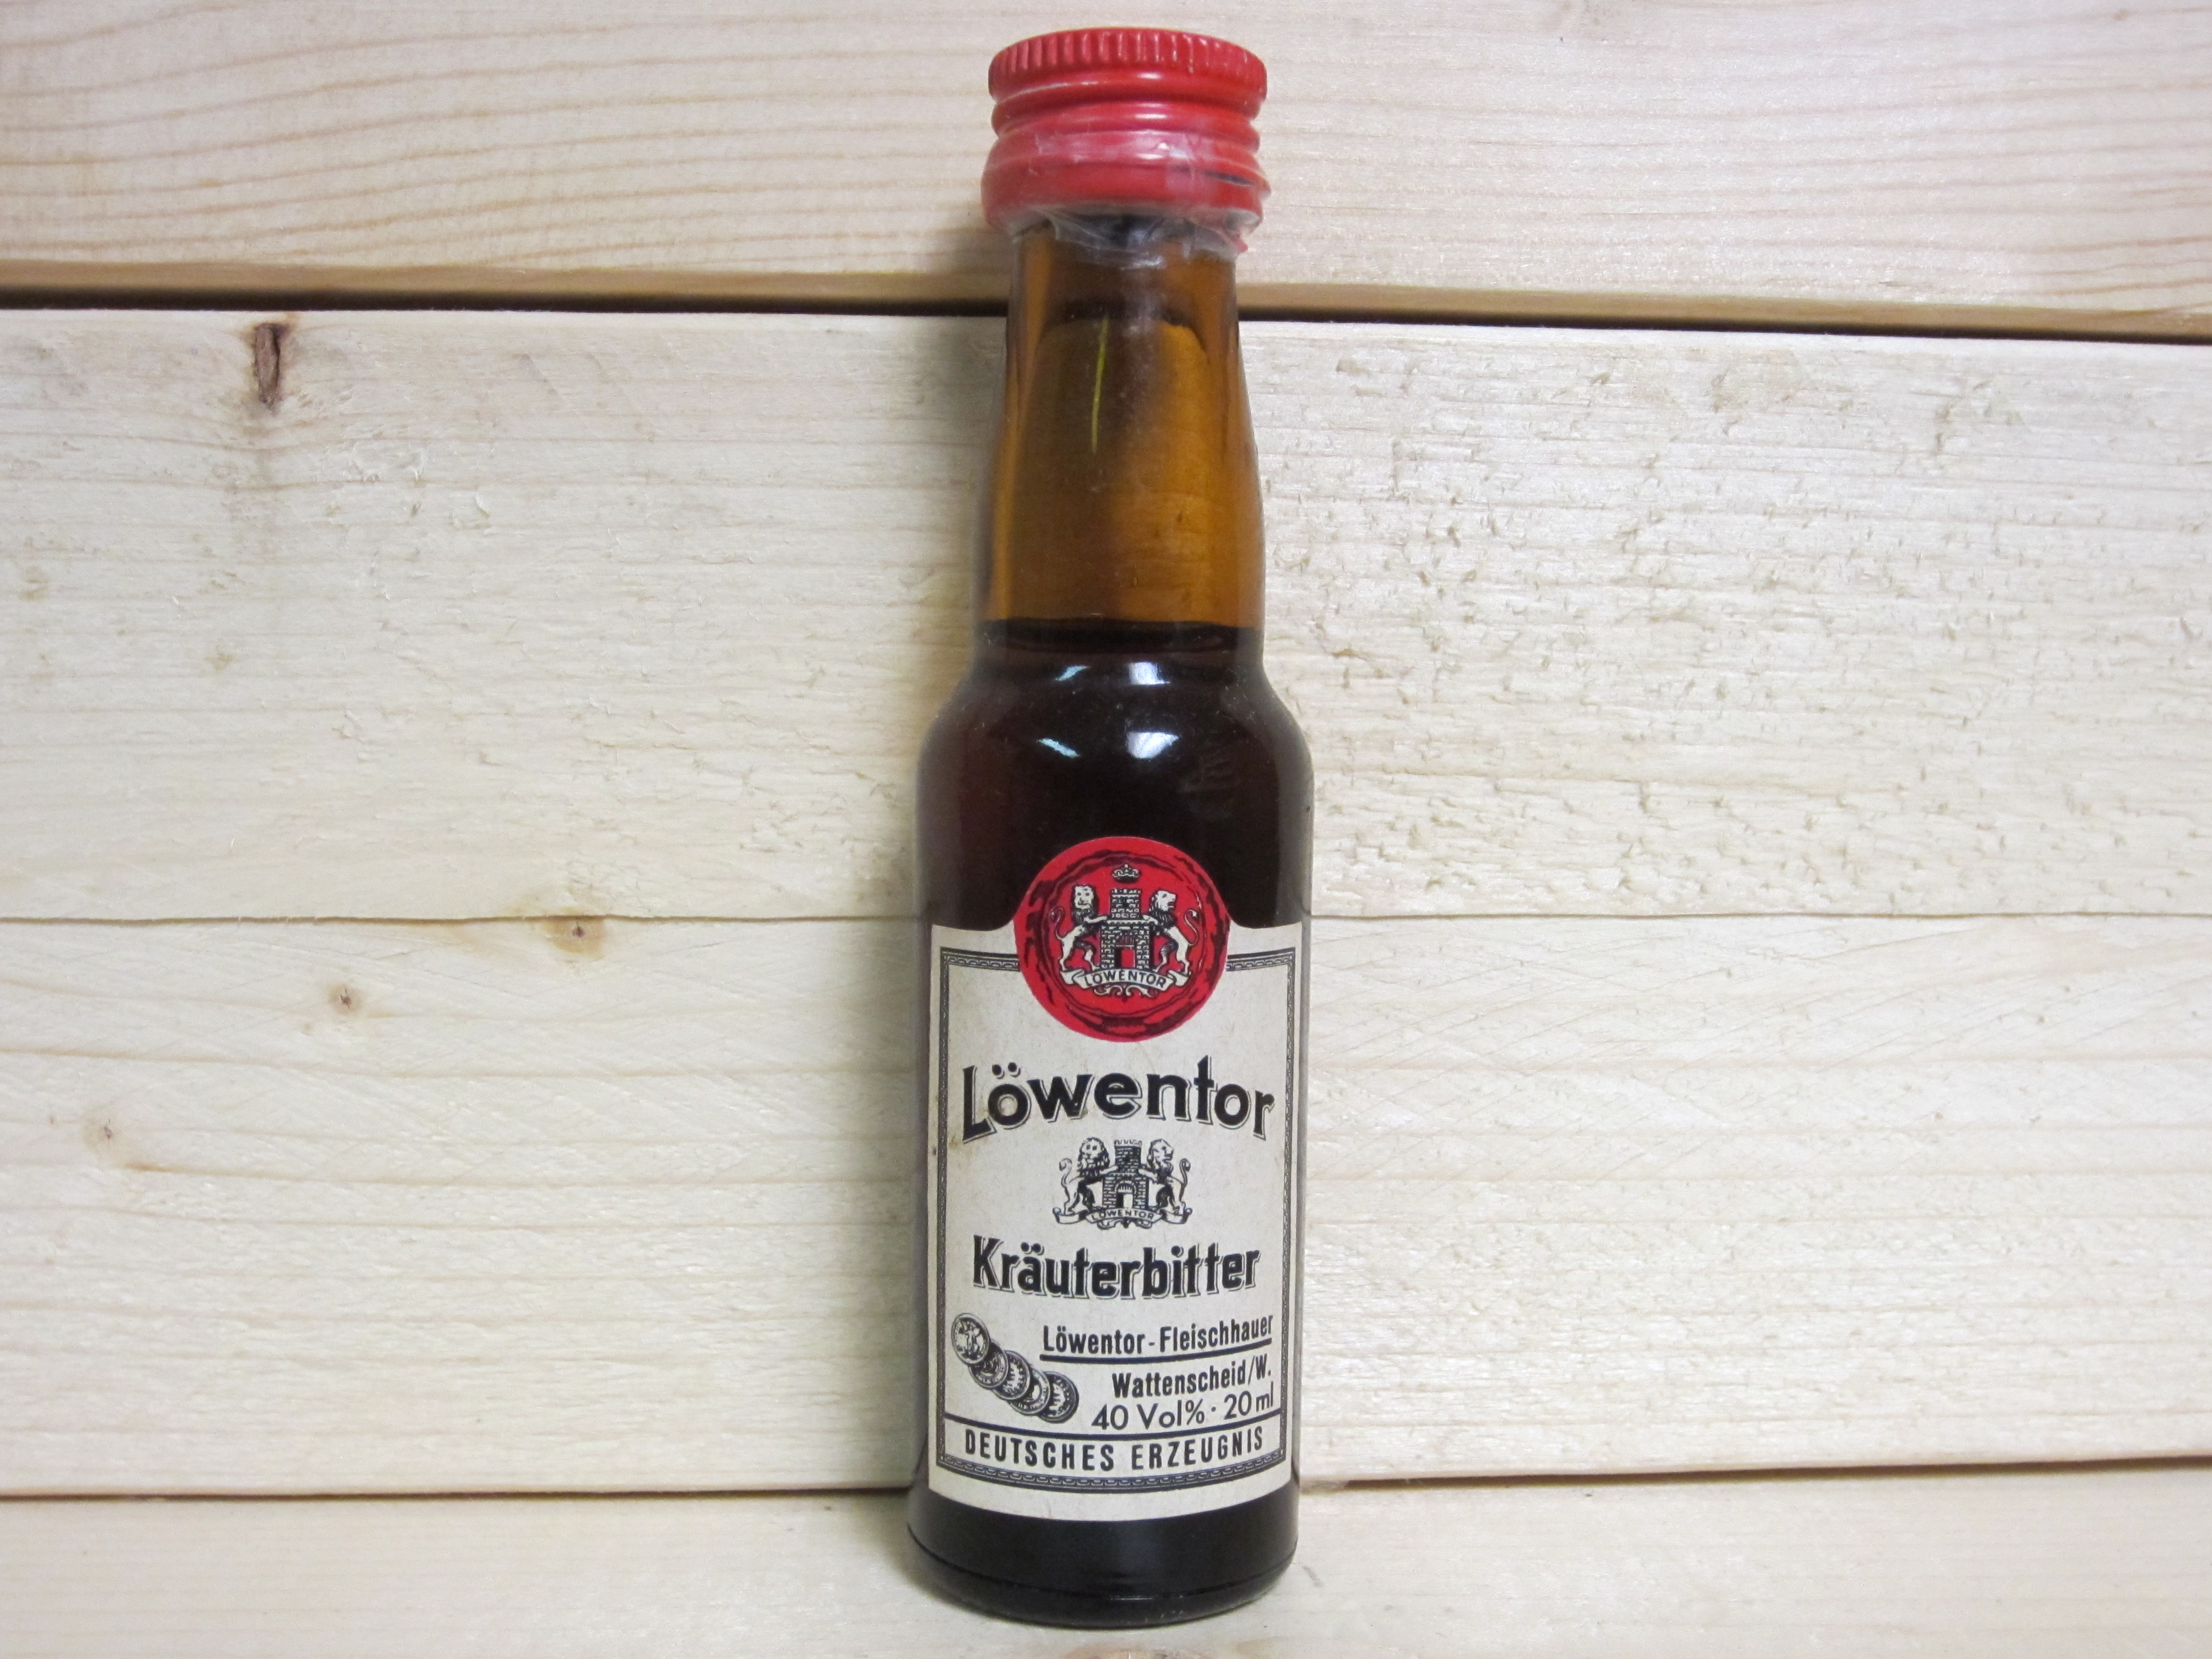 LÖWENTOR
Löwentor
LÖWENTOR
Kräuterbitter
Löwentor-Fleischhauer
Wattenscheid/W.
40 Vol% · 20 ml
DEUTSCHES ERZEUGNIS